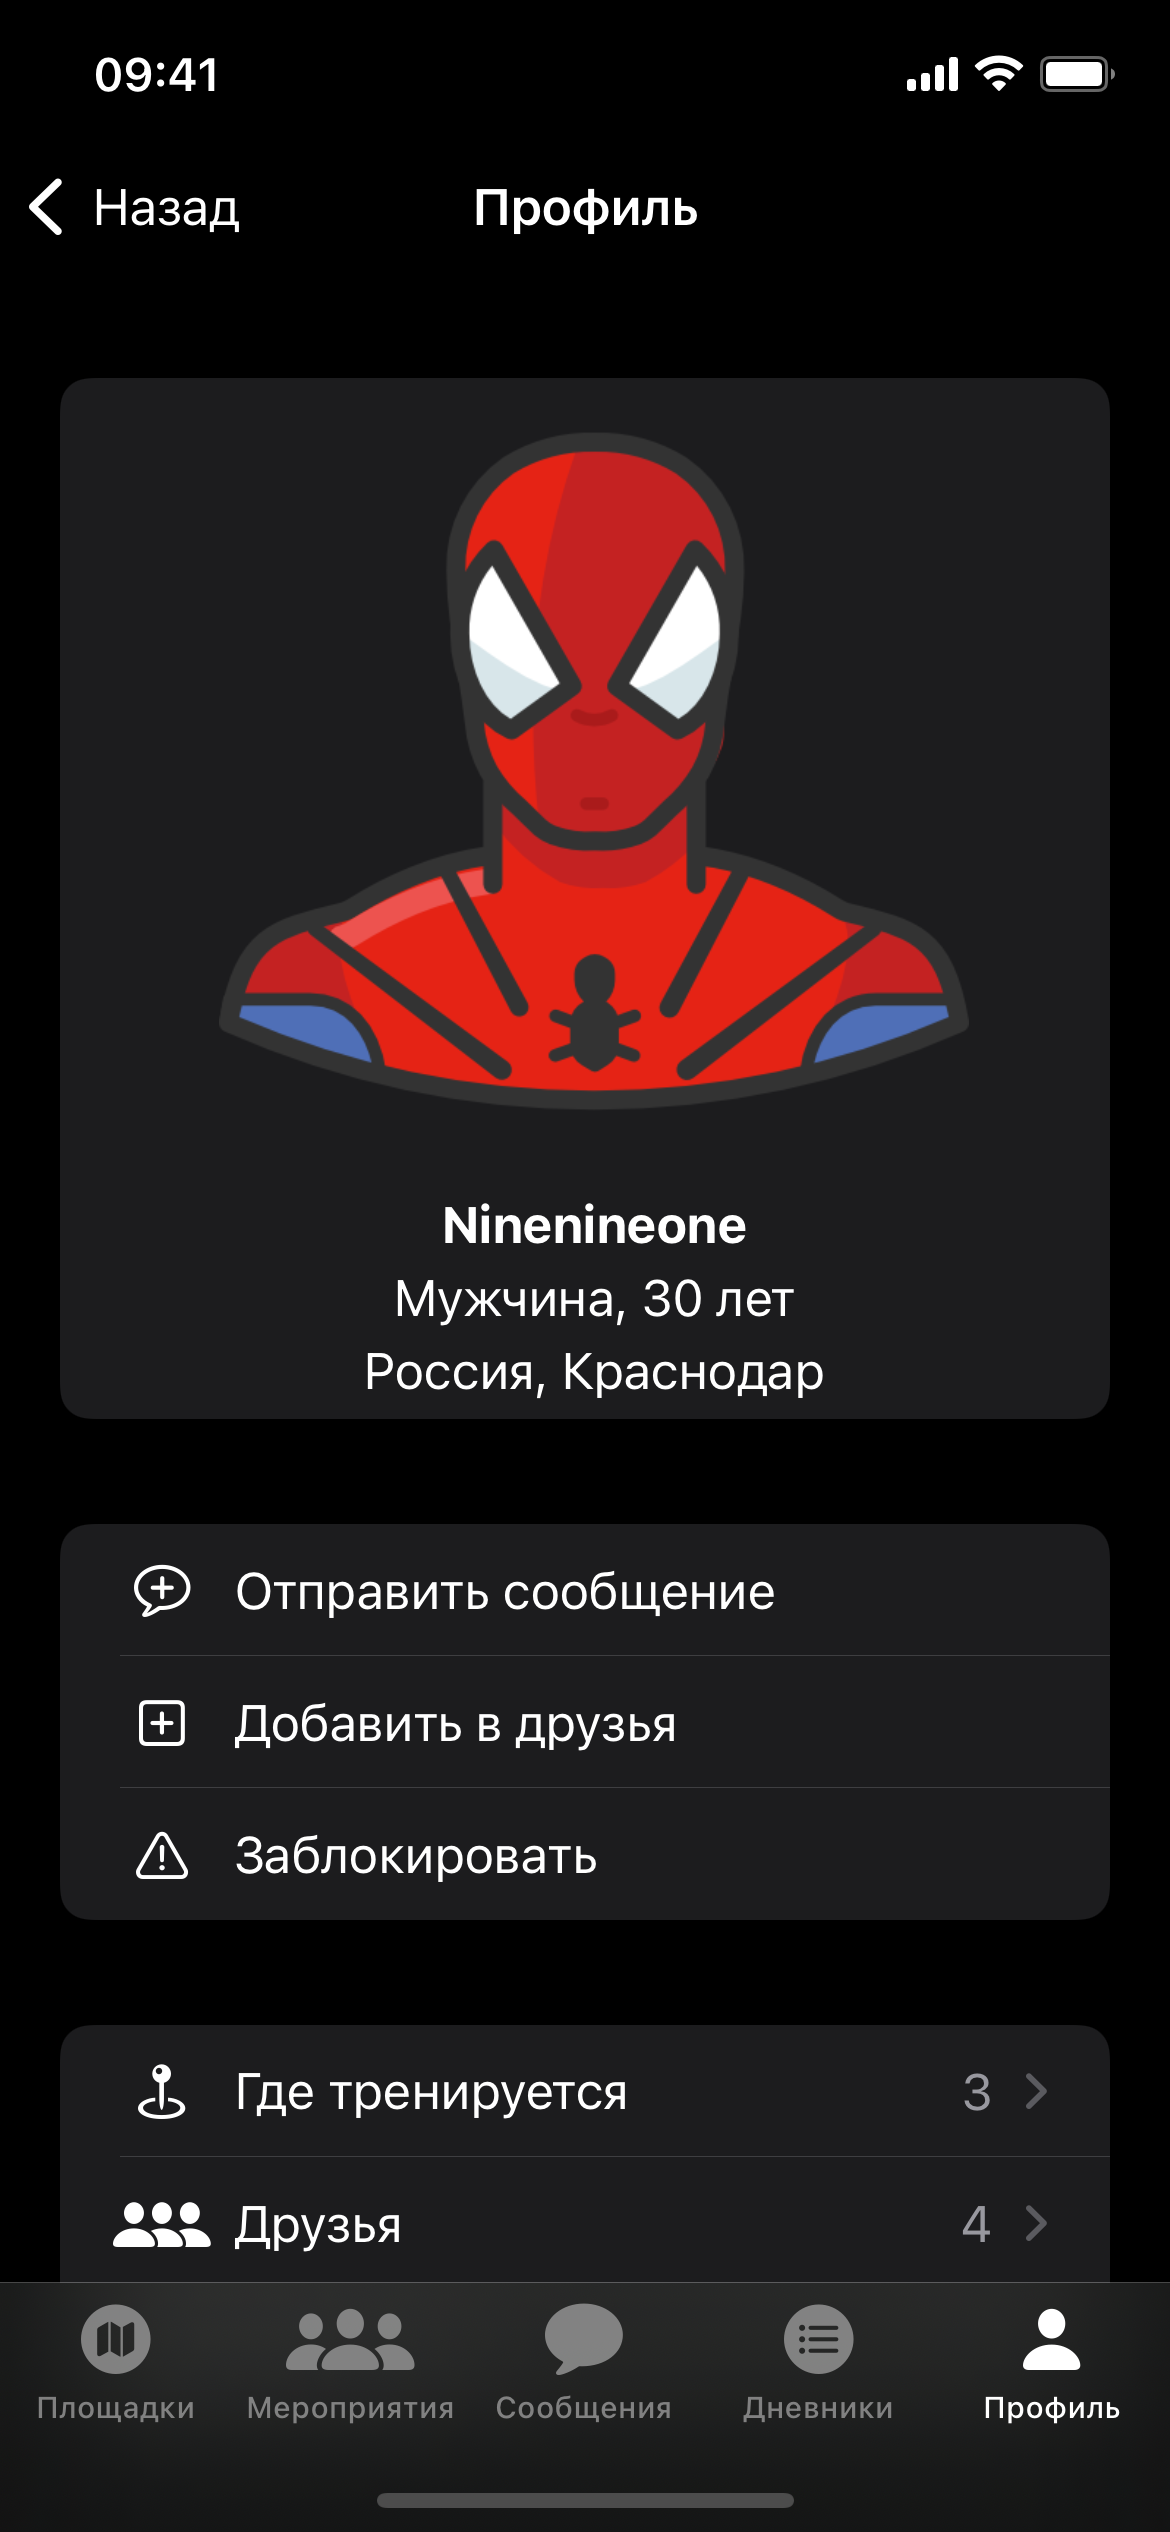 09:41
Назад
Профиль
Ninenineone
Мужчина, 30 лет
Россия, Краснодар
Отправить сообщение
Добавить в друзья
Заблокировать
Где тренируется 3
Друзья 4
Площадки Мероприятия Сообщения Дневники Профиль